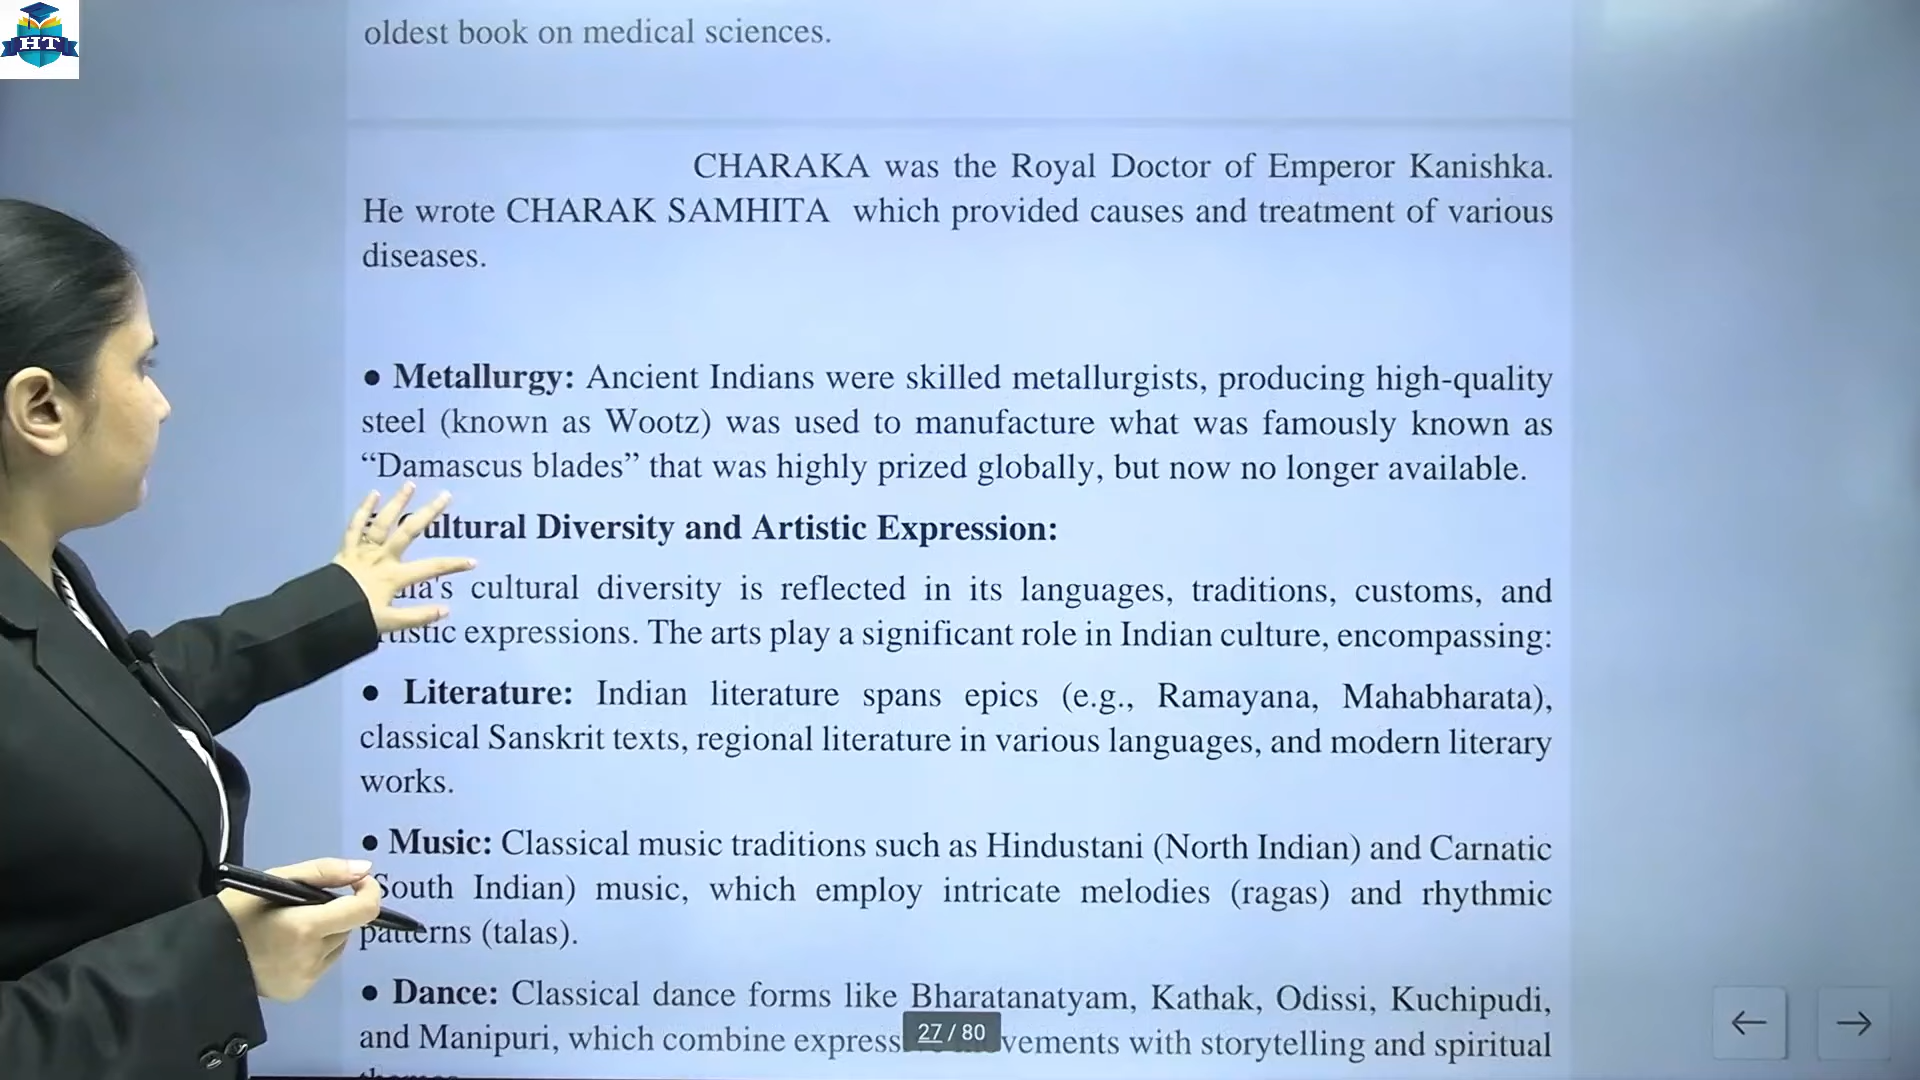 HT
oldest book on medical sciences.
CHARAKA was the Royal Doctor of Emperor Kanishka.
He wrote CHARAK SAMHITA which provided causes and treatment of various
diseases.
● Metallurgy: Ancient Indians were skilled metallurgists, producing high-quality
steel (known as Wootz) was used to manufacture what was famously known as
“Damascus blades” that was highly prized globally, but now no longer available.
Cultural Diversity and Artistic Expression:
cultural diversity is reflected in its languages, traditions, customs, and
expressions. The arts play a significant role in Indian culture, encompassing:
● Literature: Indian literature spans epics (e.g., Ramayana, Mahabharata),
classical Sanskrit texts, regional literature in various languages, and modern literary
works.
● Music: Classical music traditions such as Hindustani (North Indian) and Carnatic
South Indian) music, which employ intricate melodies (ragas) and rhythmic
patterns (talas).
● Dance: Classical dance forms like Bharatanatyam, Kathak, Odissi, Kuchipudi,
and Manipuri, which combine with storytelling and spiritual
27 / 80